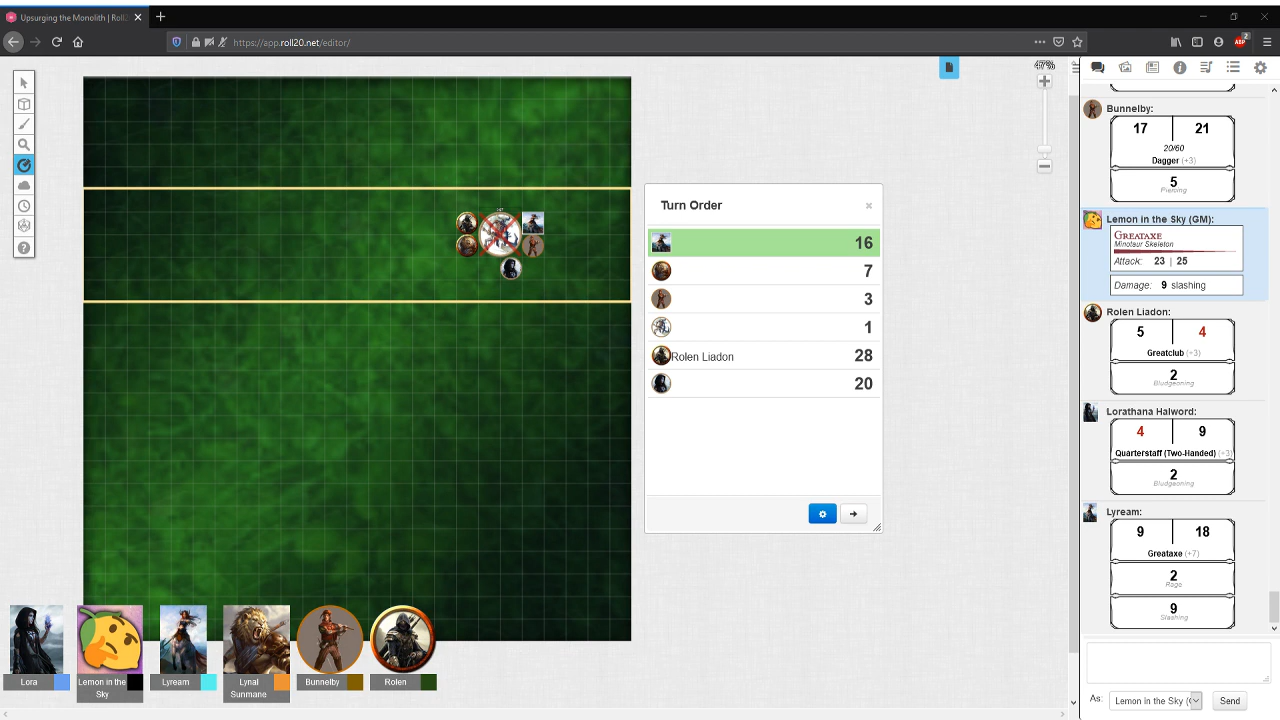 Upsurging the Monolith | Roll
https://app.roll20.net/editor/
ABP
2
47%
Turn Order
16
7
3
1
Rolen Liadon
28
20
Bunnelby:
17
21
20/60
Dagger (+3)
5
Piercing
Lemon in the Sky (GM):
GREATAXE
Minotaur Skeleton
Attack: 23 | 25
Damage: 9 slashing
Rolen Liadon:
5
4
Greatclub (+3)
2
Bludgeoning
Lorathana Halword:
4
9
Quarterstaff (Two-Handed) (+3)
2
Bludgeoning
Lyream:
9
18
Greataxe (+7)
2
Rage
9
Slashing
Lora
Lemon in the
Sky
Lyream
Lynal
Sunmane
Bunnelby
Rolen
As:
Lemon in the Sky (
Send